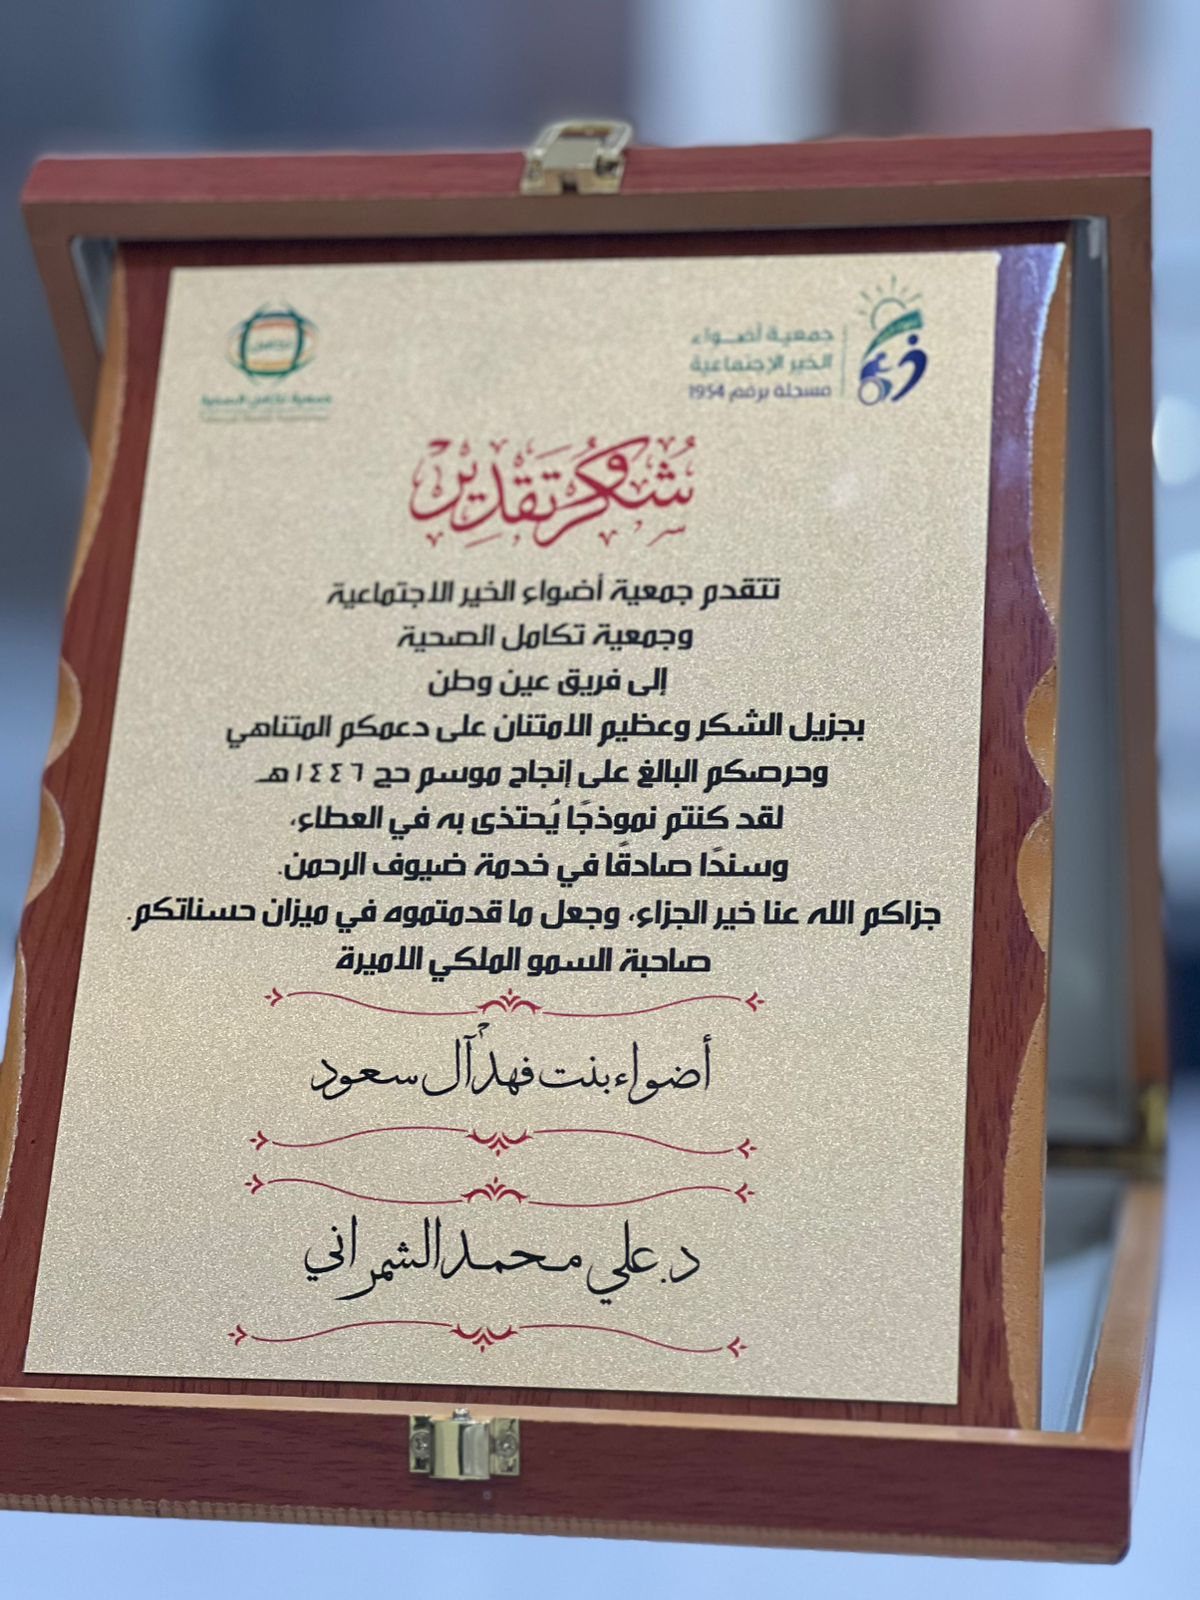 جمعية أضواء
الخير الاجتماعية
مسجلة برقم 1954
جمعية تكامل الصحية
شكر وتقدير
تتقدم جمعية أضواء الخير الاجتماعية
وجمعية تكامل الصحية
إلى فريق عين وطن
بجزيل الشكر وعظيم الامتنان على دعمكم المتناهي
وحرصكم البالغ على إنجاح موسم حج ١٤٤٦هـ
لقد كنتم نموذجًا يُحتذى به في العطاء،
وسندًا صادقًا في خدمة ضيوف الرحمن.
جزاكم الله عنا خير الجزاء، وجعل ما قدمتموه في ميزان حسناتكم.
صاحبة السمو الملكي الاميرة
أضواء بنت فهد آل سعود
د.علي محمد الشمراني